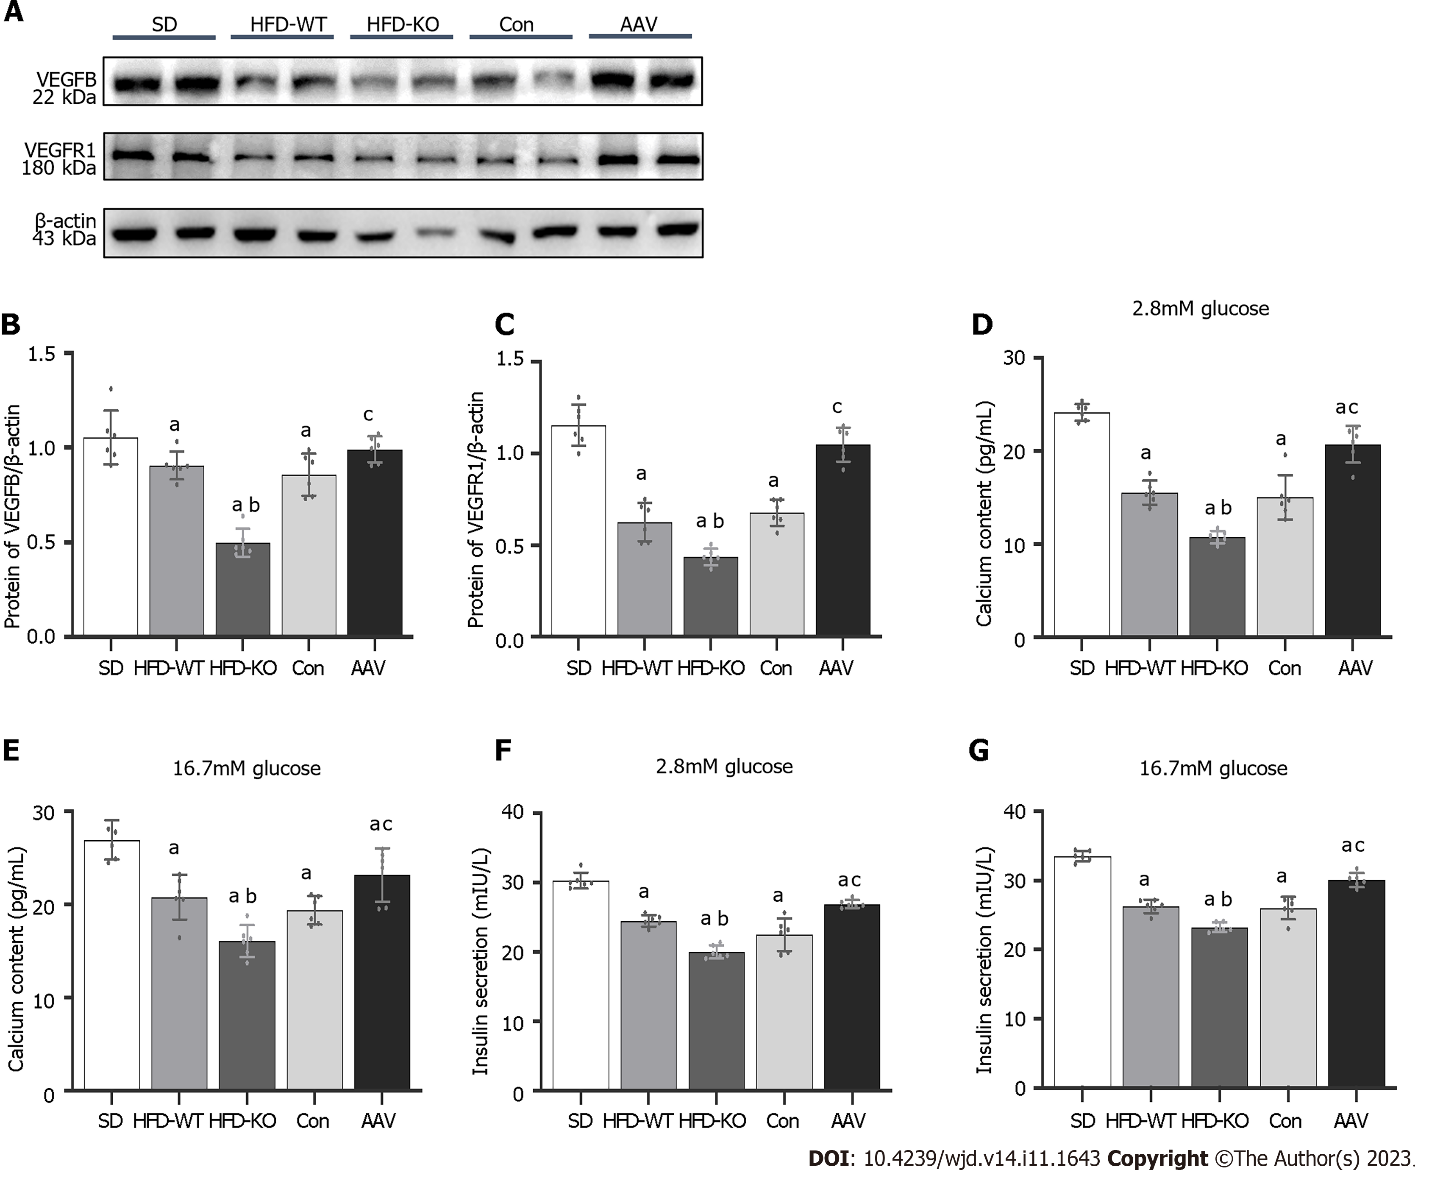 A
SD HFD-WT HFD-KO Con AAV
VEGFB
22 kDa
VEGFR1
180 kDa
β-actin
43 kDa
B
Protein of VEGFB/β-actin
1.5
1.0
0.5
0.0
a
a b
a
c
SD HFD-WT HFD-KO Con AAV
C
Protein of VEGFR1/β-actin
1.5
1.0
0.5
0.0
a
a b
a
c
SD HFD-WT HFD-KO Con AAV
D
2.8mM glucose
Calcium content (pg/mL)
30
20
10
0
a
a b
a
ac
SD HFD-WT HFD-KO Con AAV
E
16.7mM glucose
Calcium content (pg/mL)
30
20
10
0
a
a b
a
ac
SD HFD-WT HFD-KO Con AAV
F
2.8mM glucose
Insulin secretion (mIU/L)
40
30
20
10
0
a
a b
a
ac
SD HFD-WT HFD-KO Con AAV
G
16.7mM glucose
Insulin secretion (mIU/L)
40
30
20
10
0
a
a b
a
ac
SD HFD-WT HFD-KO Con AAV
DOI: 10.4239/wjd.v14.i11.1643 Copyright ©The Author(s) 2023.